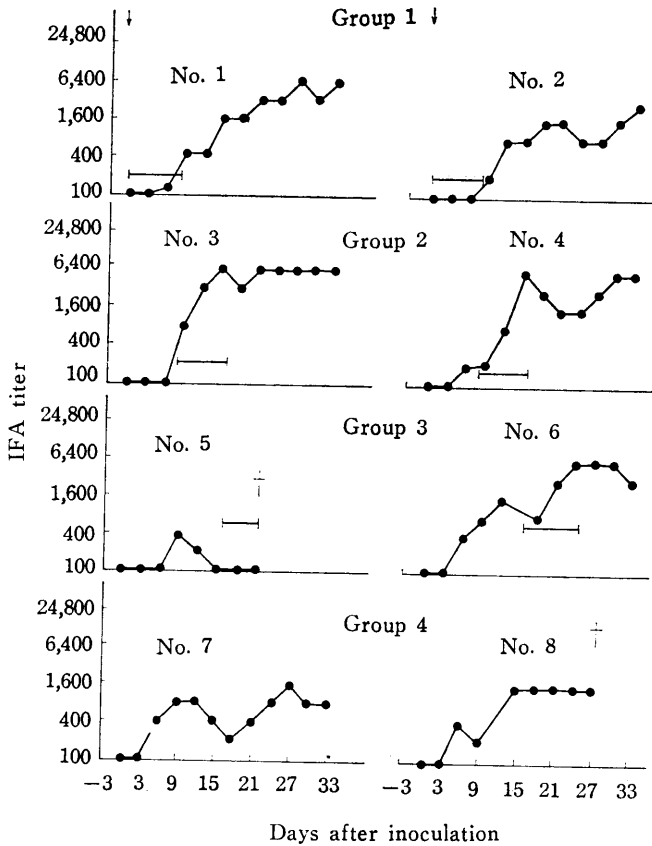 Group 1
24,800
6,400
1,600
400
100
No. 1
No. 2
Group 2
24,800
6,400
1,600
400
100
No. 3
No. 4
Group 3
24,800
6,400
1,600
400
100
No. 5
No. 6
Group 4
24,800
6,400
1,600
400
100
No. 7
No. 8
IFA titer
−3 3 9 15 21 27 33
−3 3 9 15 21 27 33
Days after inoculation